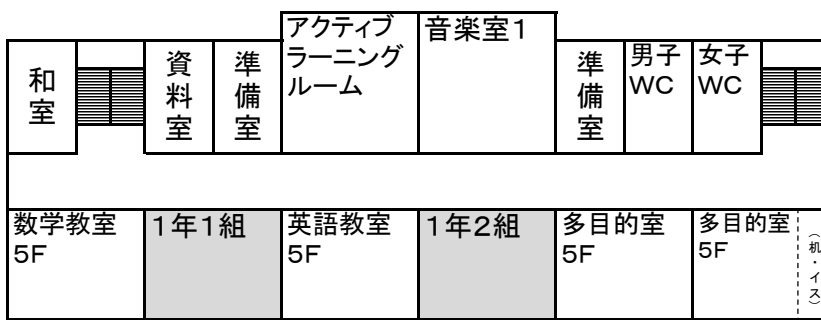 アクティブ
ラーニング
ルーム
音楽室1
和室
資料室
準備室
準備室
男子
WC
女子
WC
数学教室
5F
1年1組
英語教室
5F
1年2組
多目的室
5F
多目的室
5F
（机・イス）